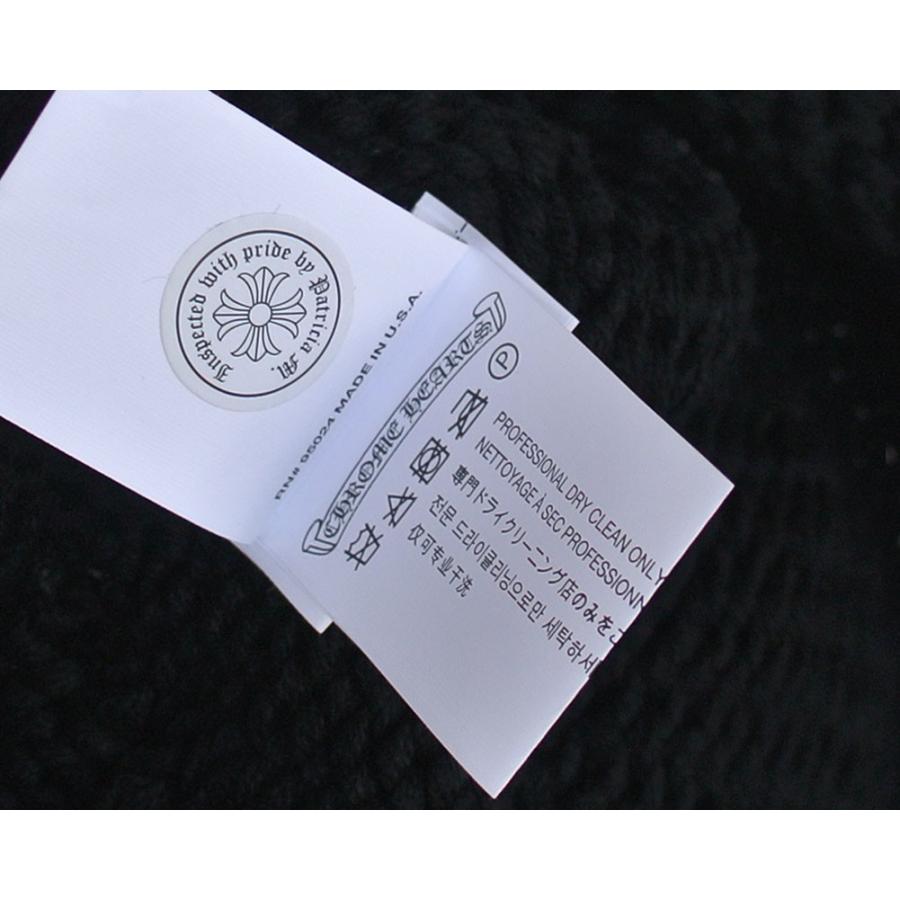 Inspected with pride by Patricia M.
RN# 95024 MADE IN U.S.A.
CHROME HEARTS
P
PROFESSIONAL DRY CLEAN ONLY
NETTOYAGE À SEC PROFESSIONN
専門ドライクリーニング店のみをご
전문 드라이클리닝으로만 세탁하세
仅可专业干洗